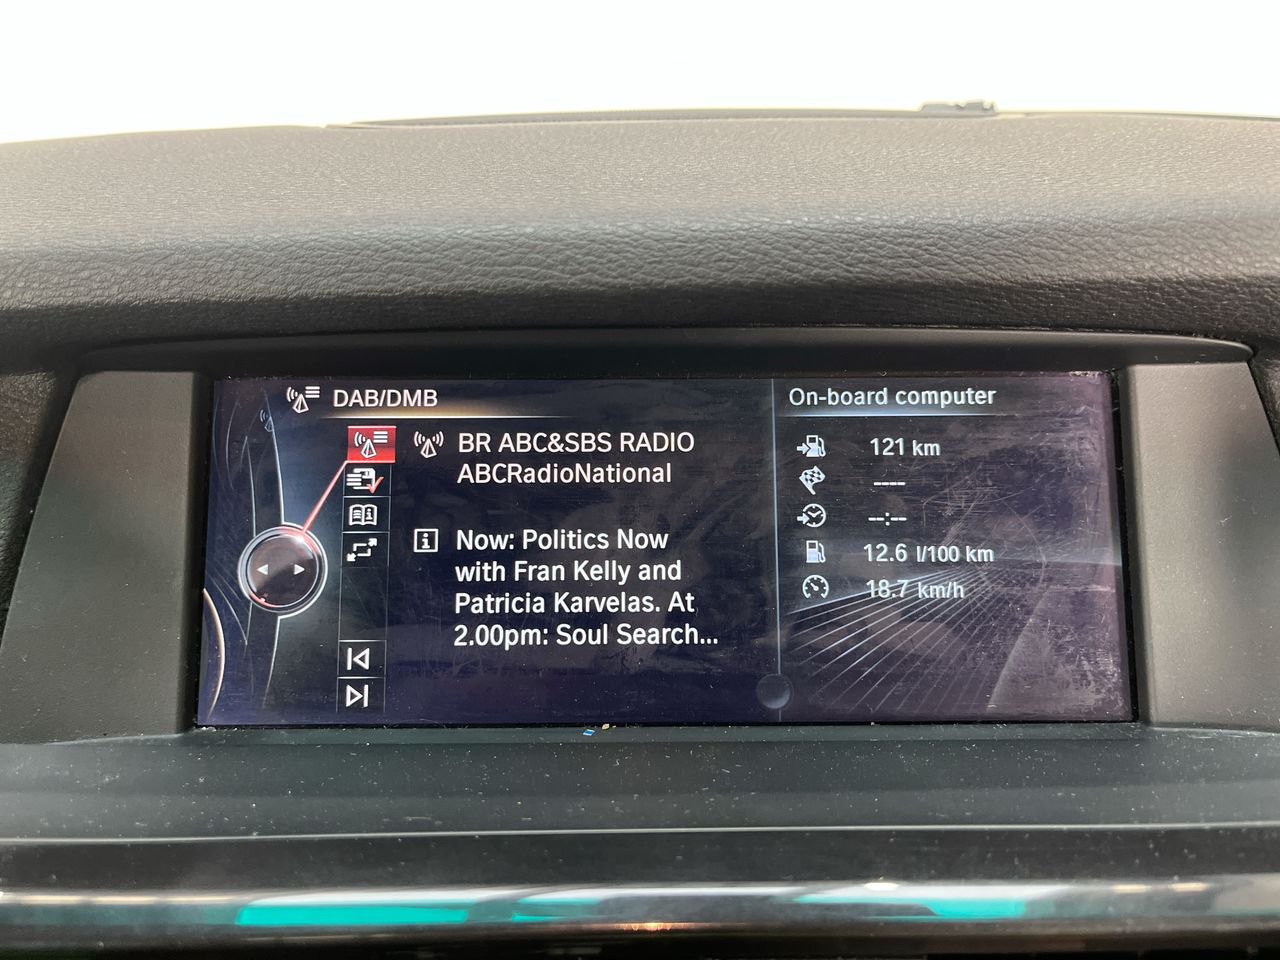 DAB/DMB
BR ABC&SBS RADIO
ABCRadioNational
Now: Politics Now
with Fran Kelly and
Patricia Karvelas. At
2.00pm: Soul Search...
On-board computer
121 km
----
--:--
12.6 l/100 km
18.7 km/h